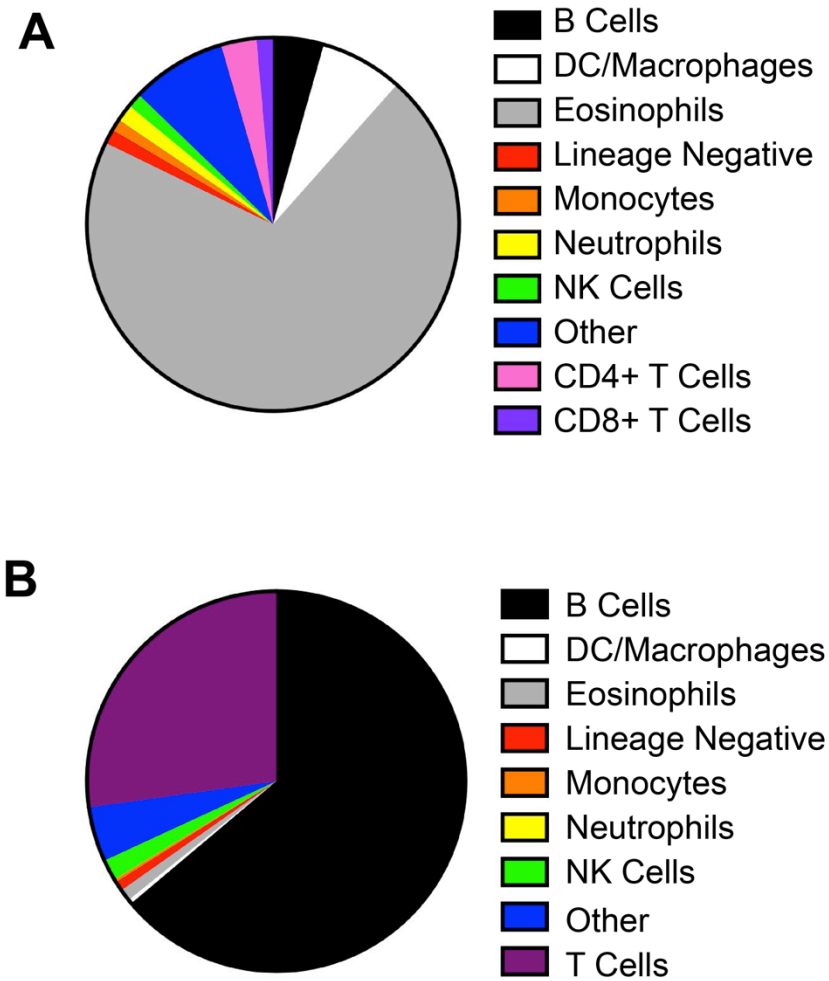 A
B Cells
DC/Macrophages
Eosinophils
Lineage Negative
Monocytes
Neutrophils
NK Cells
Other
CD4+ T Cells
CD8+ T Cells
B
B Cells
DC/Macrophages
Eosinophils
Lineage Negative
Monocytes
Neutrophils
NK Cells
Other
T Cells